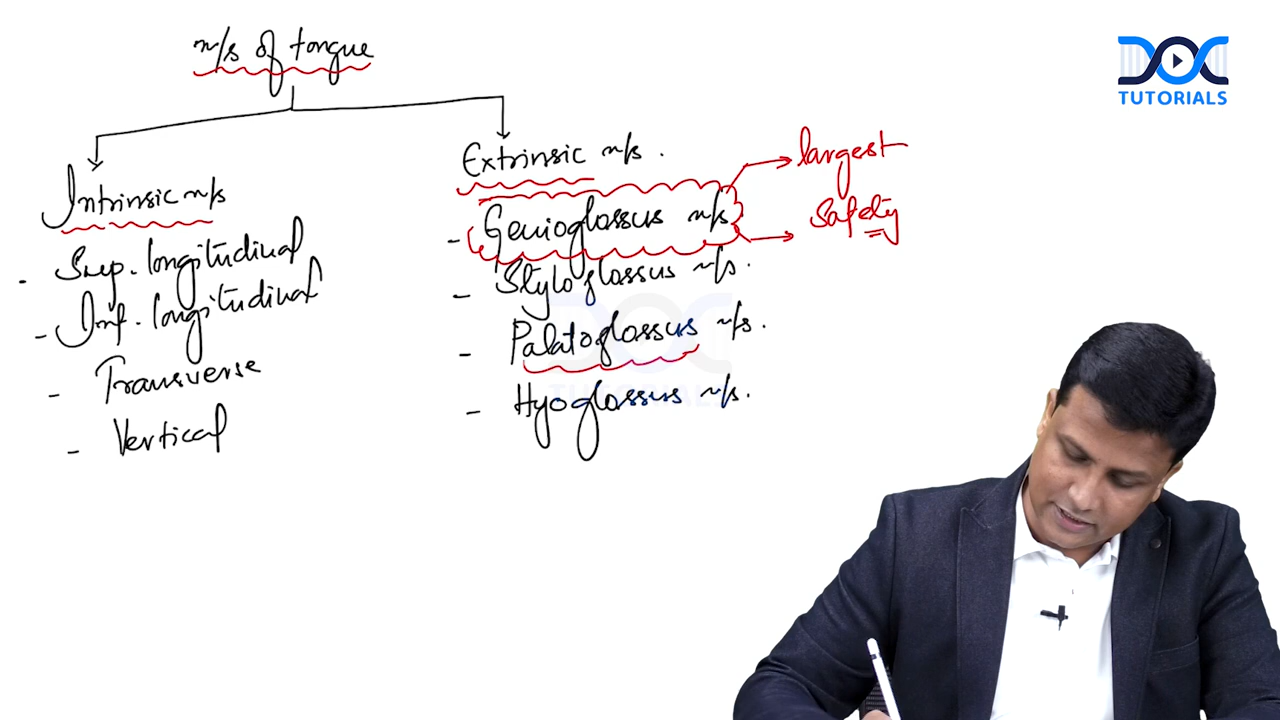 m/s of tongue
Intrinsic m/s
- Sup. longitudinal
- Inf. longitudinal
- Transverse
- Vertical
Extrinsic m/s.
- Genioglossus m/s
- Styloglossus m/s.
- Palatoglossus m/s.
- Hyoglossus m/s.
largest
Safety
DOC
TUTORIALS